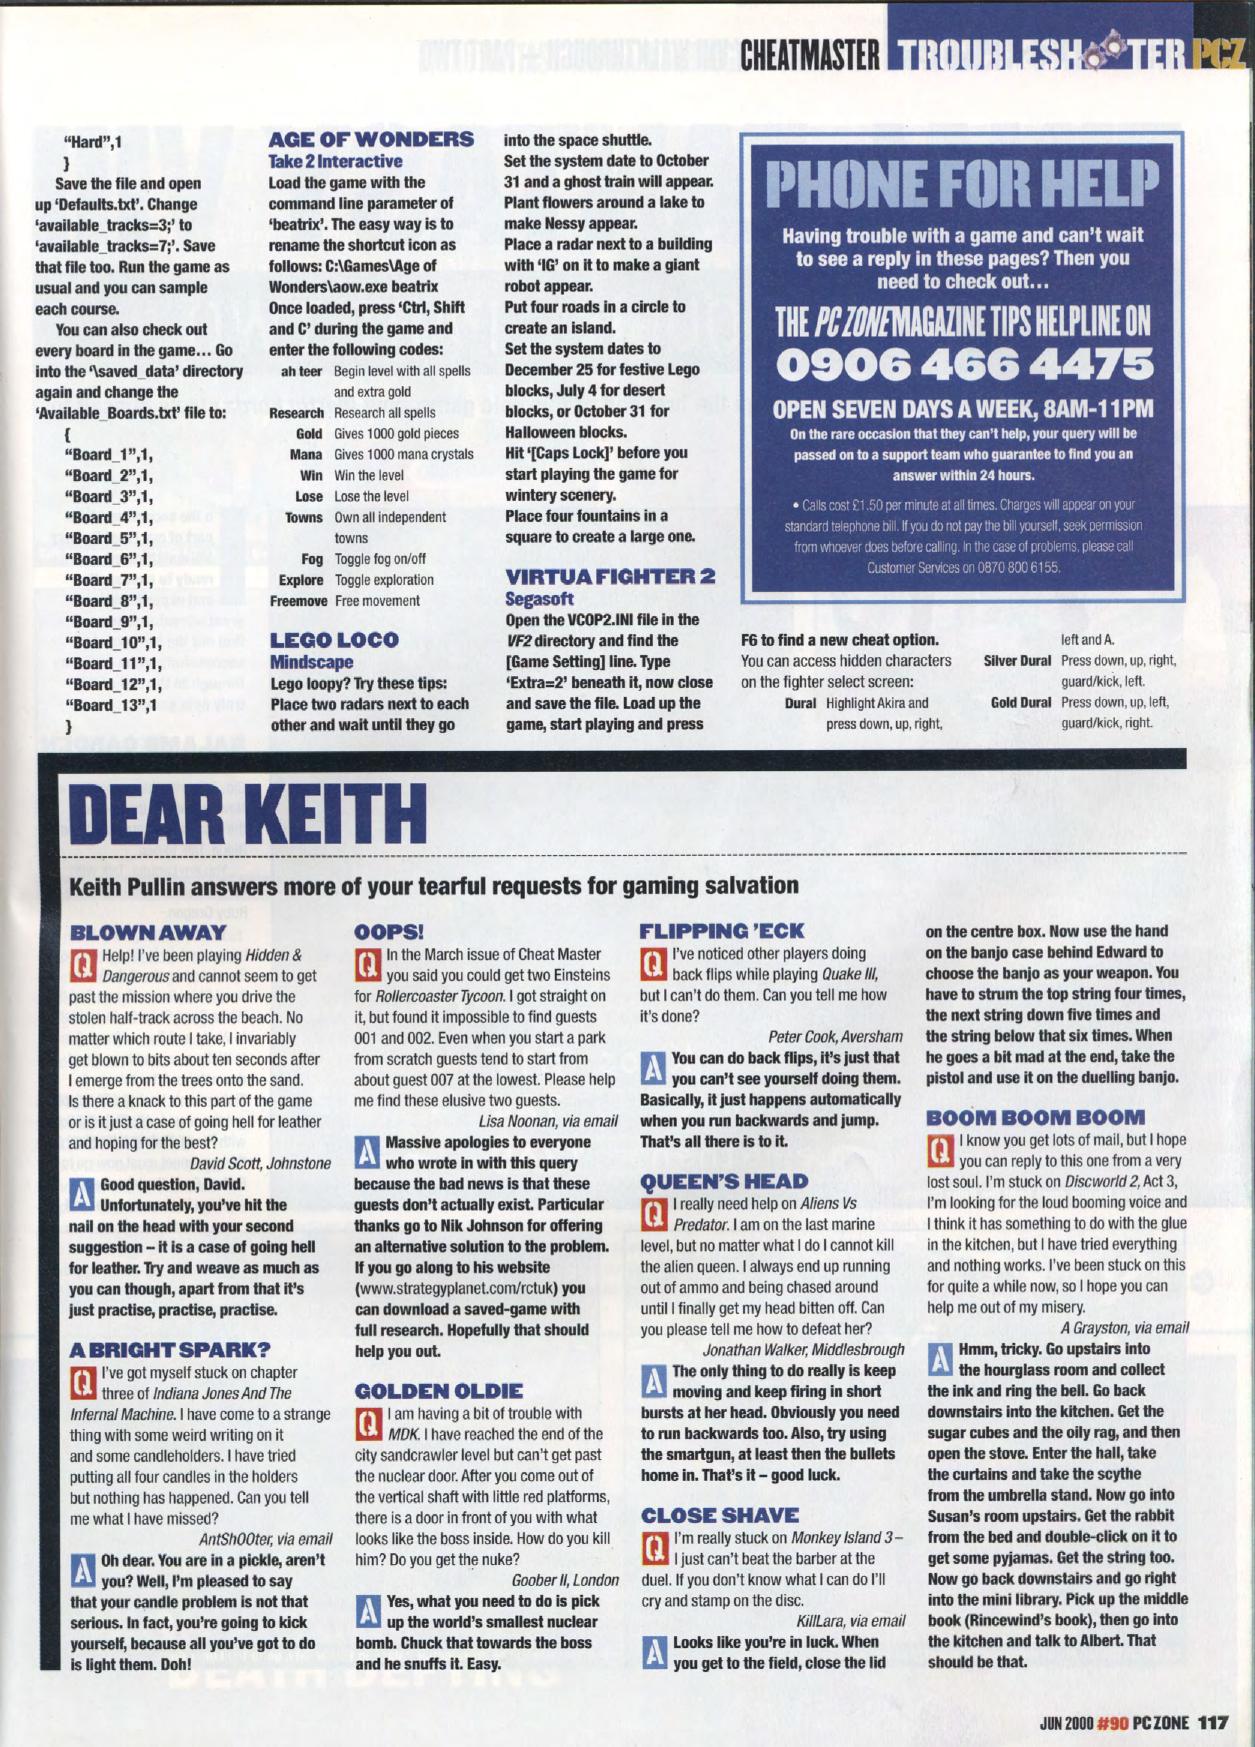 CHEATMASTER TROUBLESHOOTER PCZ
"Hard",1
}
Save the file and open
up 'Defaults.txt'. Change
'available_tracks=3;' to
'available_tracks=7;'. Save
that file too. Run the game as
usual and you can sample
each course.
You can also check out
every board in the game... Go
into the '\saved_data' directory
again and change the
'Available_Boards.txt' file to:
{
"Board_1",1,
"Board_2",1,
"Board_3",1,
"Board_4",1,
"Board_5",1,
"Board_6",1,
"Board_7",1,
"Board_8",1,
"Board_9",1,
"Board_10",1,
"Board_11",1,
"Board_12",1,
"Board_13",1
}
AGE OF WONDERS
Take 2 Interactive
Load the game with the
command line parameter of
'beatrix'. The easy way is to
rename the shortcut icon as
follows: C:\Games\Age of
Wonders\aow.exe beatrix
Once loaded, press 'Ctrl, Shift
and C' during the game and
enter the following codes:
ah teer Begin level with all spells
and extra gold
Research Research all spells
Gold Gives 1000 gold pieces
Mana Gives 1000 mana crystals
Win Win the level
Lose Lose the level
Towns Own all independent
towns
Fog Toggle fog on/off
Explore Toggle exploration
Freemove Free movement
LEGO LOCO
Mindscape
Lego loopy? Try these tips:
Place two radars next to each
other and wait until they go
into the space shuttle.
Set the system date to October
31 and a ghost train will appear.
Plant flowers around a lake to
make Nessy appear.
Place a radar next to a building
with 'IG' on it to make a giant
robot appear.
Put four roads in a circle to
create an island.
Set the system dates to
December 25 for festive Lego
blocks, July 4 for desert
blocks, or October 31 for
Halloween blocks.
Hit '[Caps Lock]' before you
start playing the game for
wintery scenery.
Place four fountains in a
square to create a large one.
VIRTUA FIGHTER 2
Segasoft
Open the VCOP2.INI file in the
VF2 directory and find the
[Game Setting] line. Type
'Extra=2' beneath it, now close
and save the file. Load up the
game, start playing and press
PHONE FOR HELP
Having trouble with a game and can't wait
to see a reply in these pages? Then you
need to check out...
THE PC ZONE MAGAZINE TIPS HELPLINE ON
0906 466 4475
OPEN SEVEN DAYS A WEEK, 8AM-11PM
On the rare occasion that they can't help, your query will be
passed on to a support team who guarantee to find you an
answer within 24 hours.
• Calls cost £1.50 per minute at all times. Charges will appear on your
standard telephone bill. If you do not pay the bill yourself, seek permission
from whoever does before calling. In the case of problems, please call
Customer Services on 0870 800 6155.
F6 to find a new cheat option.
You can access hidden characters
on the fighter select screen:
Dural Highlight Akira and
press down, up, right,
left and A.
Silver Dural Press down, up, right,
guard/kick, left.
Gold Dural Press down, up, left,
guard/kick, right.
DEAR KEITH
Keith Pullin answers more of your tearful requests for gaming salvation
BLOWN AWAY
Q Help! I've been playing Hidden &
Dangerous and cannot seem to get
past the mission where you drive the
stolen half-track across the beach. No
matter which route I take, I invariably
get blown to bits about ten seconds after
I emerge from the trees onto the sand.
Is there a knack to this part of the game
or is it just a case of going hell for leather
and hoping for the best?
David Scott, Johnstone
A Good question, David.
Unfortunately, you've hit the
nail on the head with your second
suggestion – it is a case of going hell
for leather. Try and weave as much as
you can though, apart from that it's
just practise, practise, practise.
A BRIGHT SPARK?
Q I've got myself stuck on chapter
three of Indiana Jones And The
Infernal Machine. I have come to a strange
thing with some weird writing on it
and some candleholders. I have tried
putting all four candles in the holders
but nothing has happened. Can you tell
me what I have missed?
AntSh00ter, via email
A Oh dear. You are in a pickle, aren't
you? Well, I'm pleased to say
that your candle problem is not that
serious. In fact, you're going to kick
yourself, because all you've got to do
is light them. Doh!
OOPS!
Q In the March issue of Cheat Master
you said you could get two Einsteins
for Rollercoaster Tycoon. I got straight on
it, but found it impossible to find guests
001 and 002. Even when you start a park
from scratch guests tend to start from
about guest 007 at the lowest. Please help
me find these elusive two guests.
Lisa Noonan, via email
A Massive apologies to everyone
who wrote in with this query
because the bad news is that these
guests don't actually exist. Particular
thanks go to Nik Johnson for offering
an alternative solution to the problem.
If you go along to his website
(www.strategyplanet.com/rctuk) you
can download a saved-game with
full research. Hopefully that should
help you out.
GOLDEN OLDIE
Q I am having a bit of trouble with
MDK. I have reached the end of the
city sandcrawler level but can't get past
the nuclear door. After you come out of
the vertical shaft with little red platforms,
there is a door in front of you with what
looks like the boss inside. How do you kill
him? Do you get the nuke?
Goober II, London
A Yes, what you need to do is pick
up the world's smallest nuclear
bomb. Chuck that towards the boss
and he snuffs it. Easy.
FLIPPING 'ECK
Q I've noticed other players doing
back flips while playing Quake III,
but I can't do them. Can you tell me how
it's done?
Peter Cook, Aversham
A You can do back flips, it's just that
you can't see yourself doing them.
Basically, it just happens automatically
when you run backwards and jump.
That's all there is to it.
QUEEN'S HEAD
Q I really need help on Aliens Vs
Predator. I am on the last marine
level, but no matter what I do I cannot kill
the alien queen. I always end up running
out of ammo and being chased around
until I finally get my head bitten off. Can
you please tell me how to defeat her?
Jonathan Walker, Middlesbrough
A The only thing to do really is keep
moving and keep firing in short
bursts at her head. Obviously you need
to run backwards too. Also, try using
the smartgun, at least then the bullets
home in. That's it – good luck.
CLOSE SHAVE
Q I'm really stuck on Monkey Island 3 –
I just can't beat the barber at the
duel. If you don't know what I can do I'll
cry and stamp on the disc.
KillLara, via email
A Looks like you're in luck. When
you get to the field, close the lid
on the centre box. Now use the hand
on the banjo case behind Edward to
choose the banjo as your weapon. You
have to strum the top string four times,
the next string down five times and
the string below that six times. When
he goes a bit mad at the end, take the
pistol and use it on the duelling banjo.
BOOM BOOM BOOM
Q I know you get lots of mail, but I hope
you can reply to this one from a very
lost soul. I'm stuck on Discworld 2, Act 3,
I'm looking for the loud booming voice and
I think it has something to do with the glue
in the kitchen, but I have tried everything
and nothing works. I've been stuck on this
for quite a while now, so I hope you can
help me out of my misery.
A Grayston, via email
A Hmm, tricky. Go upstairs into
the hourglass room and collect
the ink and ring the bell. Go back
downstairs into the kitchen. Get the
sugar cubes and the oily rag, and then
open the stove. Enter the hall, take
the curtains and take the scythe
from the umbrella stand. Now go into
Susan's room upstairs. Get the rabbit
from the bed and double-click on it to
get some pyjamas. Get the string too.
Now go back downstairs and go right
into the mini library. Pick up the middle
book (Rincewind's book), then go into
the kitchen and talk to Albert. That
should be that.
JUN 2000 #90 PC ZONE 117